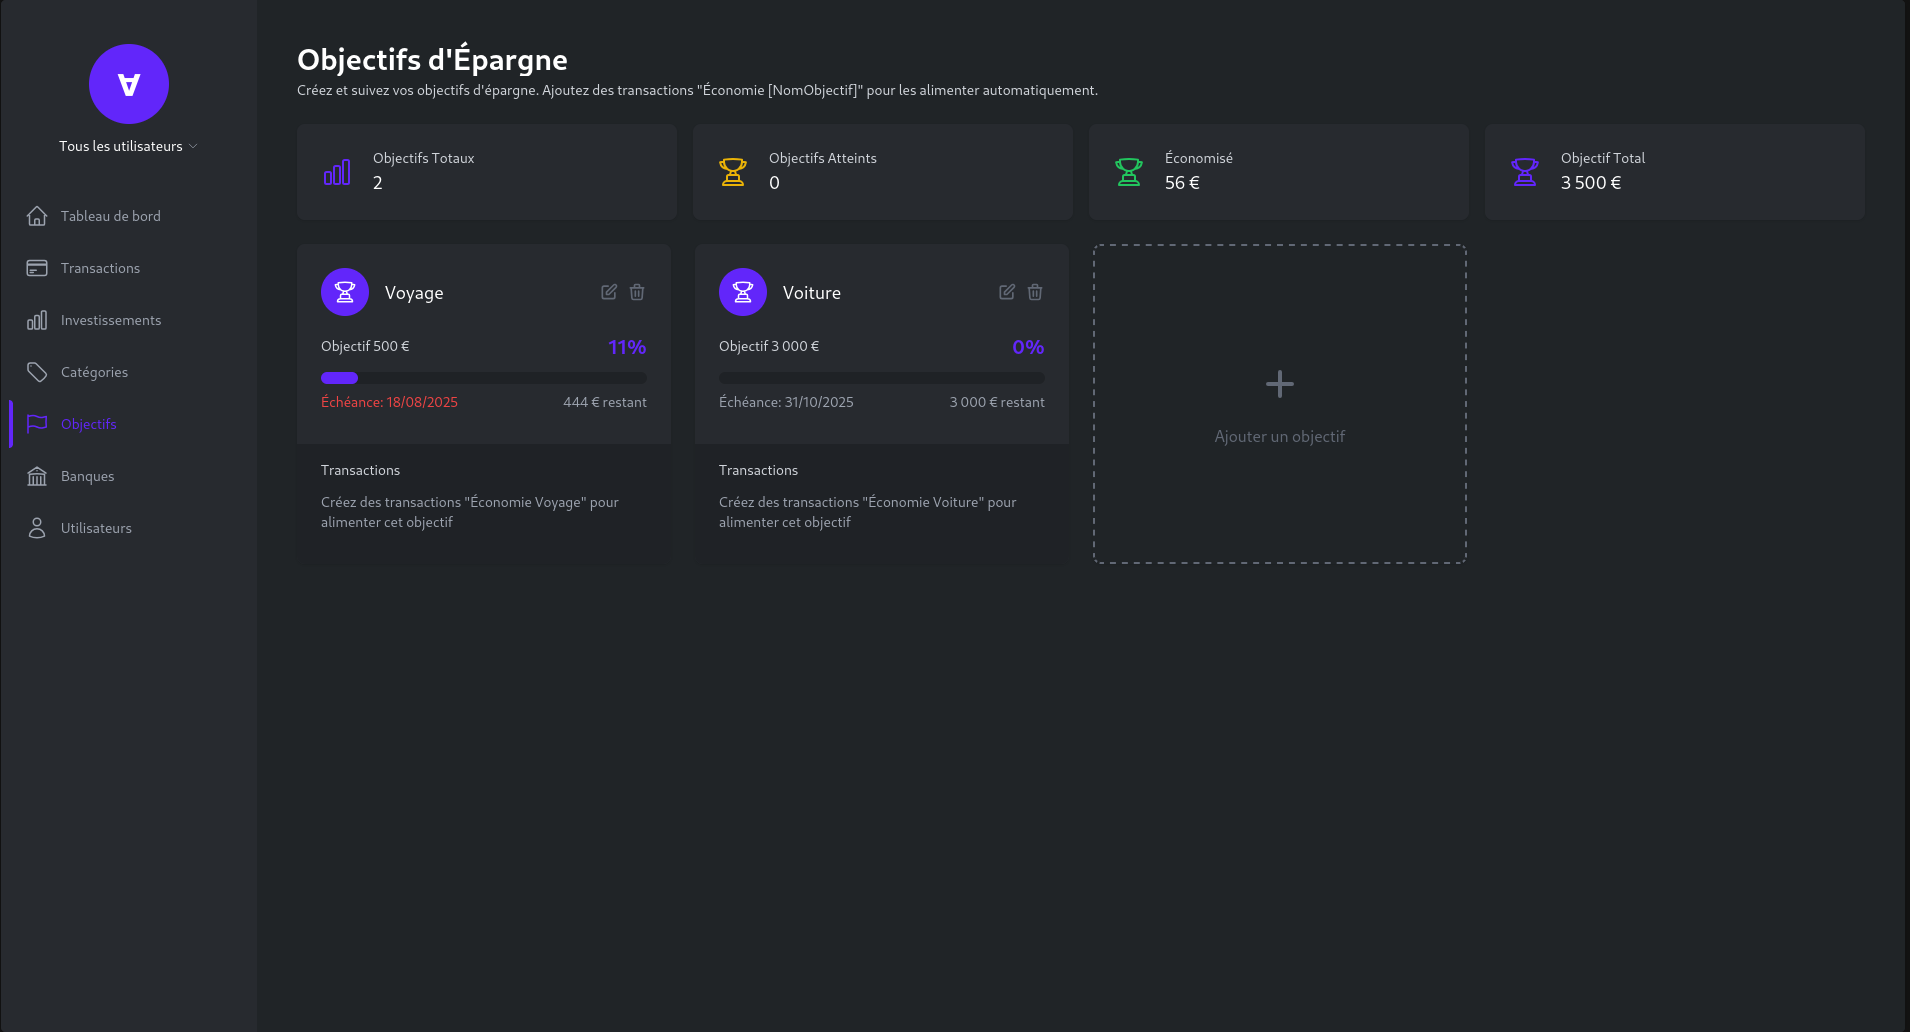 ∀
Tous les utilisateurs
Tableau de bord
Transactions
Investissements
Catégories
Objectifs
Banques
Utilisateurs
Objectifs d'Épargne
Créez et suivez vos objectifs d'épargne. Ajoutez des transactions "Économie [NomObjectif]" pour les alimenter automatiquement.
Objectifs Totaux
2
Objectifs Atteints
0
Économisé
56 €
Objectif Total
3 500 €
Voyage
Objectif 500 €
11%
Échéance: 18/08/2025
444 € restant
Transactions
Créez des transactions "Économie Voyage" pour
alimenter cet objectif
Voiture
Objectif 3 000 €
0%
Échéance: 31/10/2025
3 000 € restant
Transactions
Créez des transactions "Économie Voiture" pour
alimenter cet objectif
Ajouter un objectif